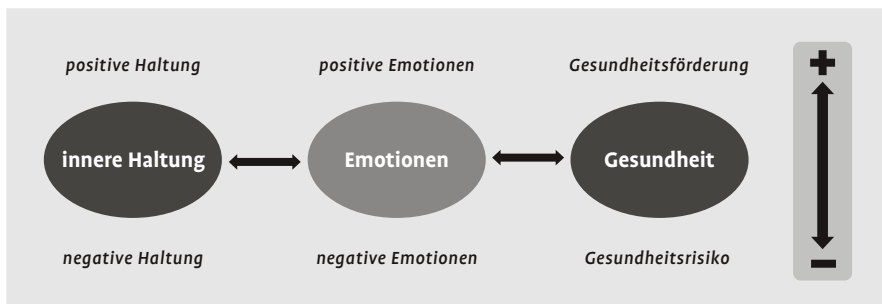 positive Haltung
positive Emotionen
Gesundheitsförderung
+
innere Haltung
Emotionen
Gesundheit
negative Haltung
negative Emotionen
Gesundheitsrisiko
–